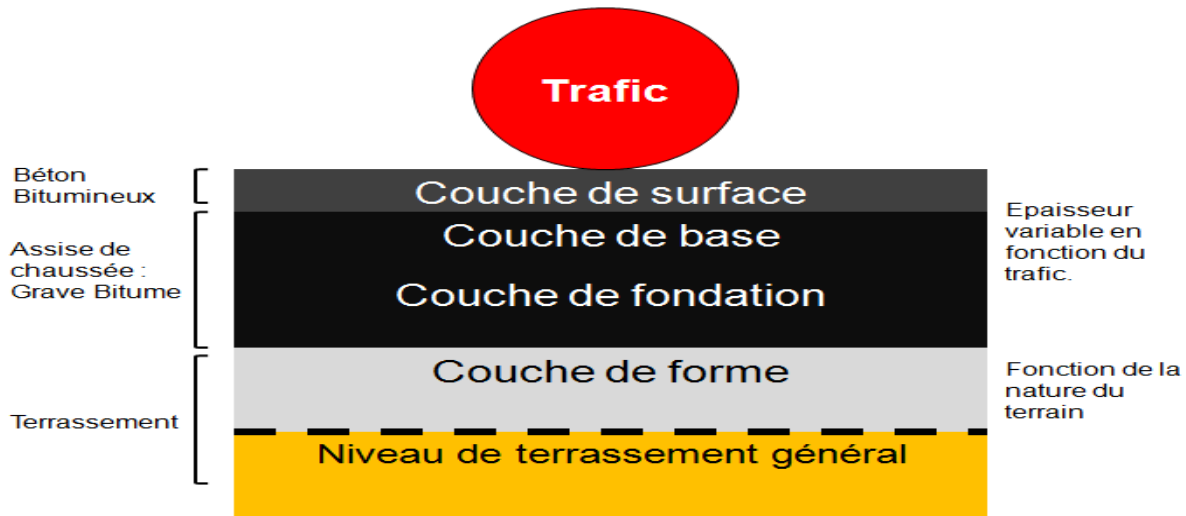 Trafic
Béton
Bitumineux
Couche de surface
Assise de
chaussée :
Grave Bitume
Couche de base
Couche de fondation
Epaisseur
variable en
fonction du
trafic.
Terrassement
Couche de forme
Niveau de terrassement général
Fonction de la
nature du
terrain